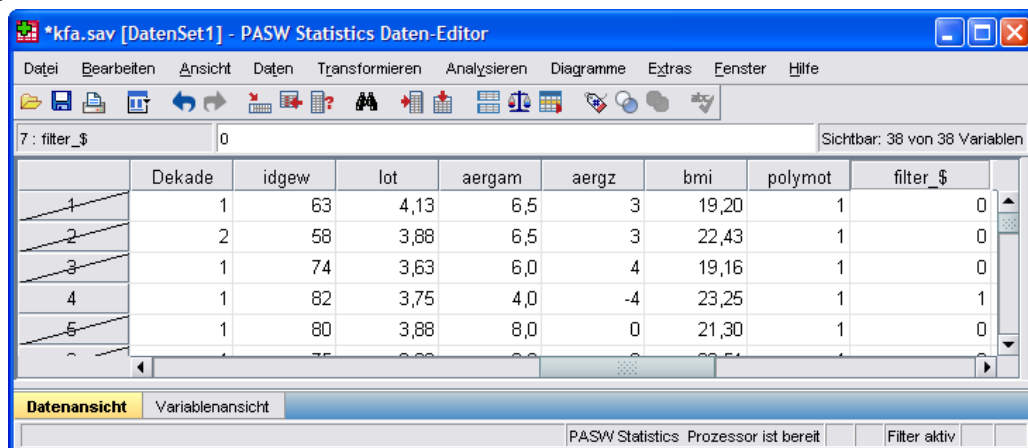 *kfa.sav [DatenSet1] - PASW Statistics Daten-Editor
Datei Bearbeiten Ansicht Daten Transformieren Analysieren Diagramme Extras Fenster Hilfe
7 : filter_$ 0 Sichtbar: 38 von 38 Variablen
Dekade idgew lot aergam aergz bmi polymot filter_$
1 1 63 4,13 6,5 3 19,20 1 0
2 2 58 3,88 6,5 3 22,43 1 0
3 1 74 3,63 6,0 4 19,16 1 0
4 1 82 3,75 4,0 -4 23,25 1 1
5 1 80 3,88 8,0 0 21,30 1 0
Datenansicht Variablenansicht
PASW Statistics Prozessor ist bereit Filter aktiv